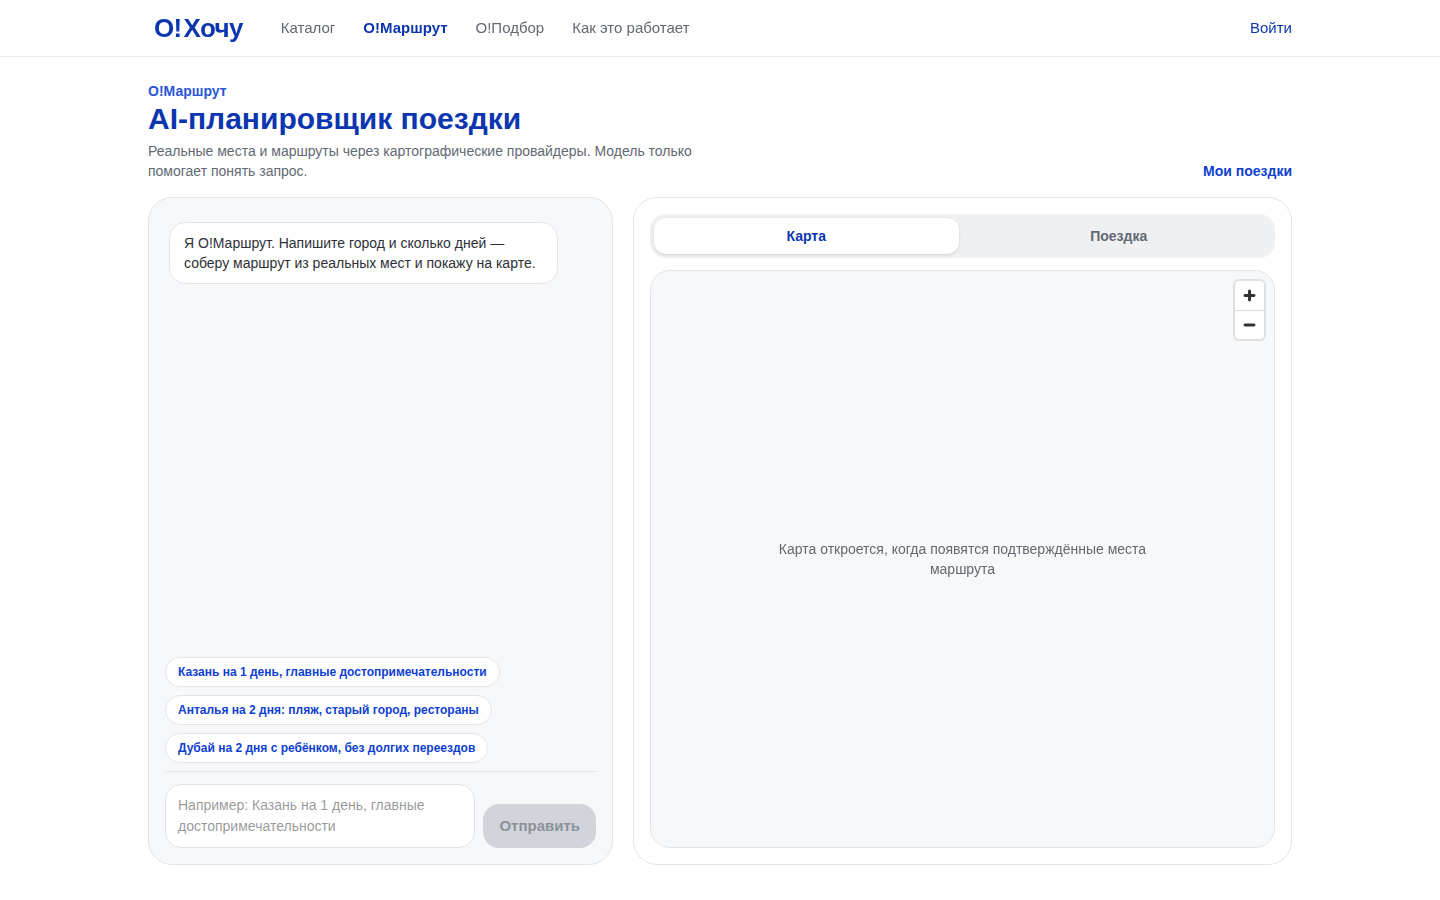 О!Хочу
Каталог
О!Маршрут
О!Подбор
Как это работает
Войти
О!Маршрут
AI-планировщик поездки
Реальные места и маршруты через картографические провайдеры. Модель только
помогает понять запрос.
Мои поездки
Я О!Маршрут. Напишите город и сколько дней —
соберу маршрут из реальных мест и покажу на карте.
Казань на 1 день, главные достопримечательности
Анталья на 2 дня: пляж, старый город, рестораны
Дубай на 2 дня с ребёнком, без долгих переездов
Например: Казань на 1 день, главные
достопримечательности
Отправить
Карта
Поездка
Карта откроется, когда появятся подтверждённые места
маршрута